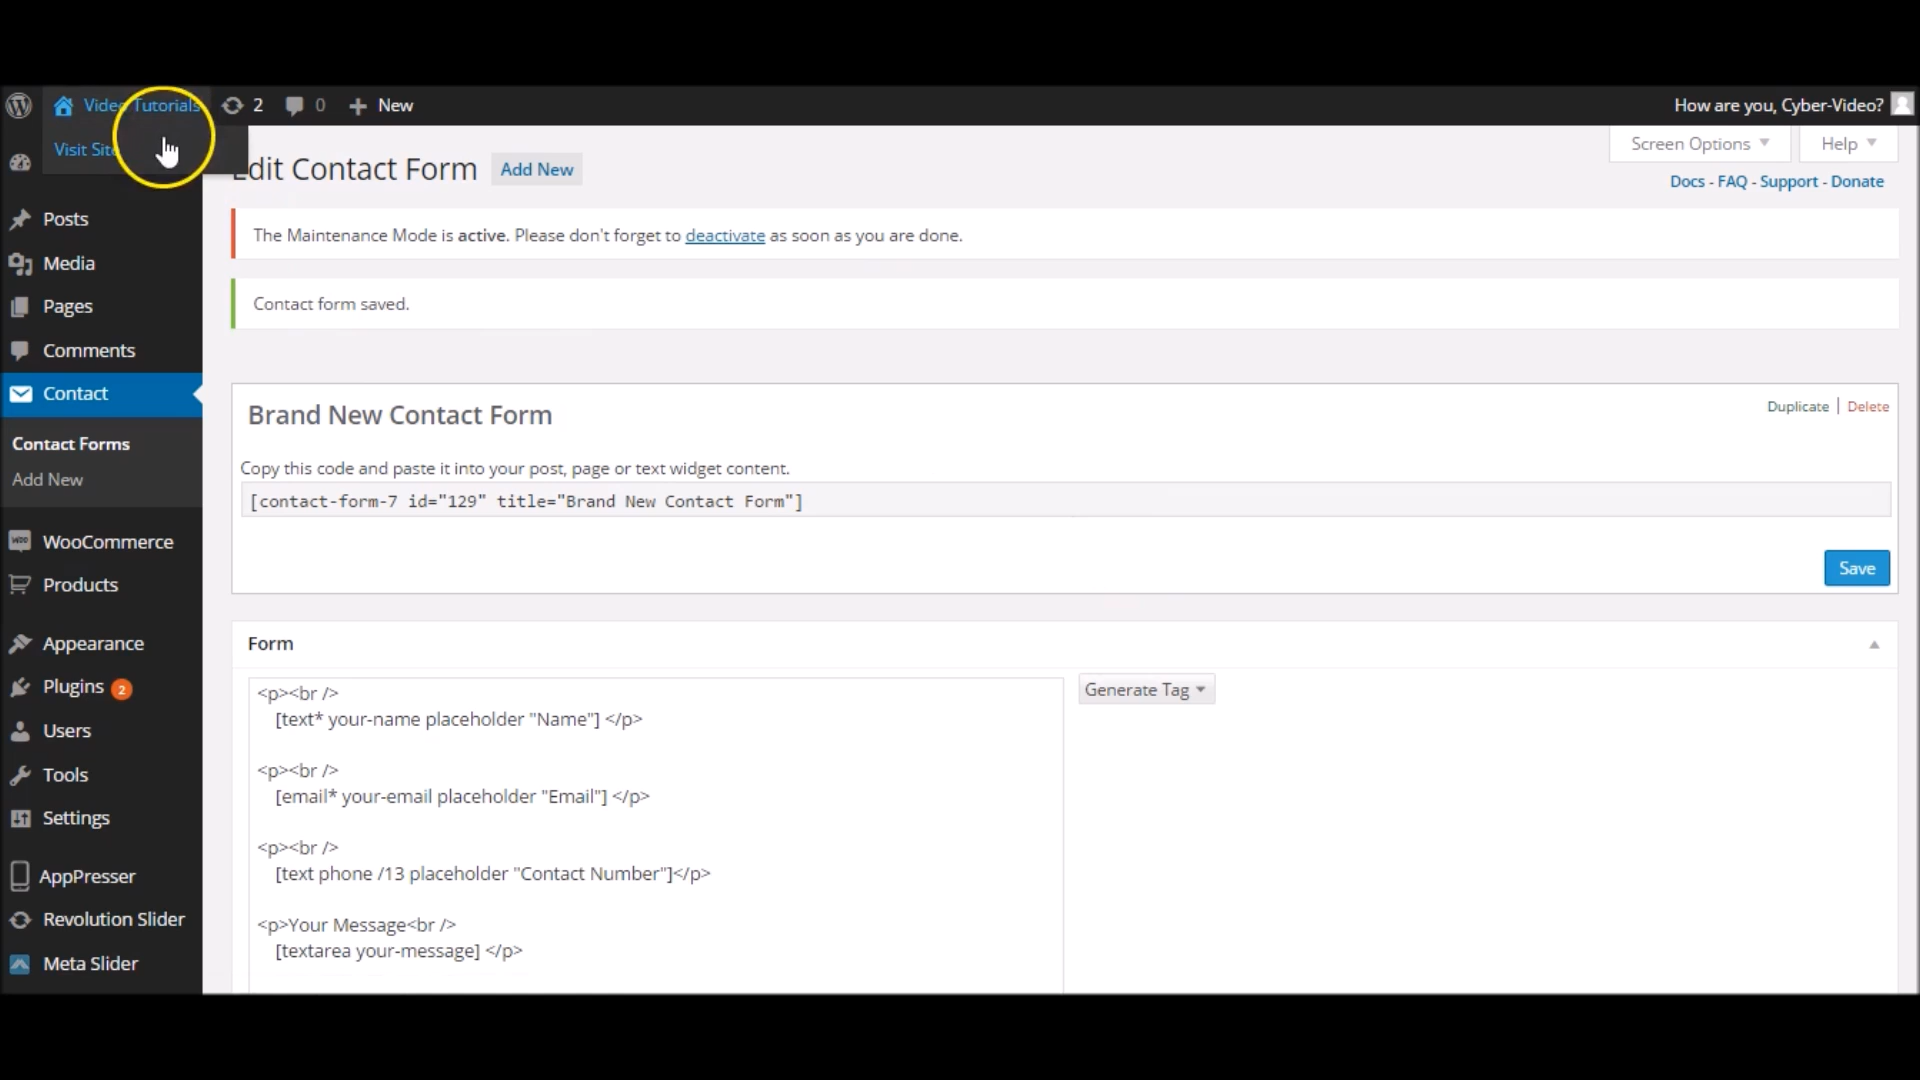 Video Tutorials 2 0 New How are you, Cyber-Video?
Visit Site
Screen Options Help
Edit Contact Form Add New
Docs - FAQ - Support - Donate
Posts
The Maintenance Mode is active. Please don't forget to deactivate as soon as you are done.
Media
Pages
Contact form saved.
Comments
Contact
Contact Forms
Add New
WooCommerce
Products
Appearance
Plugins 2
Users
Tools
Settings
AppPresser
Revolution Slider
Meta Slider
Brand New Contact Form
Duplicate | Delete
Copy this code and paste it into your post, page or text widget content.
[contact-form-7 id="129" title="Brand New Contact Form"]
Save
Form
Generate Tag
<p><br />
[text* your-name placeholder "Name"] </p>
<p><br />
[email* your-email placeholder "Email"] </p>
<p><br />
[text phone /13 placeholder "Contact Number"]</p>
<p>Your Message<br />
[textarea your-message] </p>